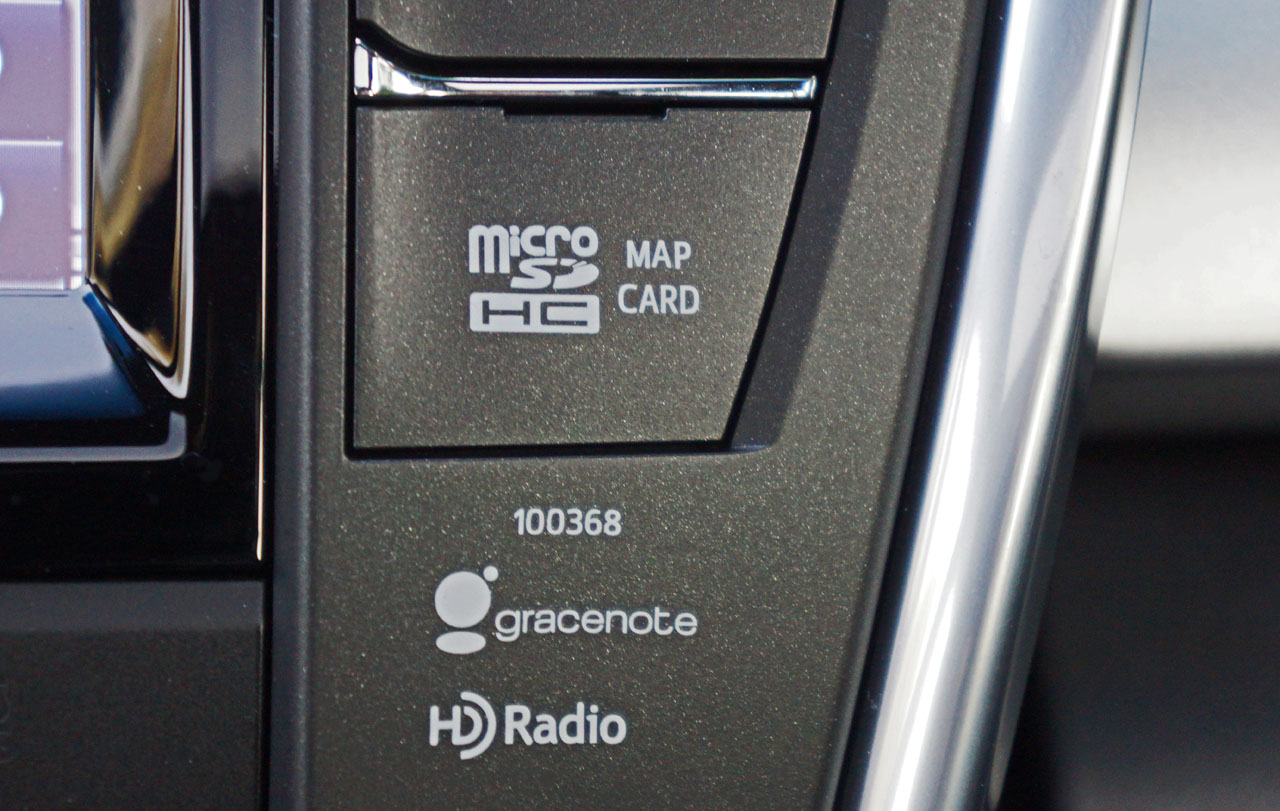 micro
SD
HC
MAP
CARD
100368
gracenote
HD Radio